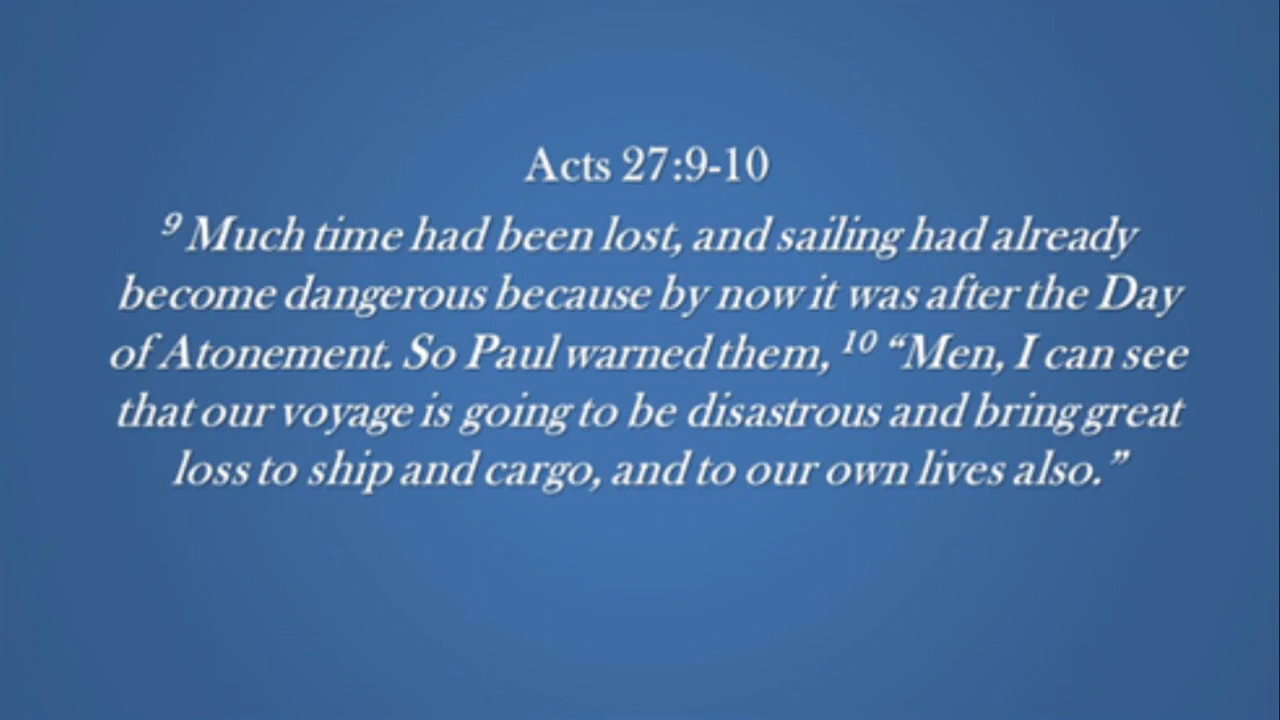 Acts 27:9-10
9 Much time had been lost, and sailing had already
become dangerous because by now it was after the Day
of Atonement. So Paul warned them, 10 “Men, I can see
that our voyage is going to be disastrous and bring great
loss to ship and cargo, and to our own lives also.”